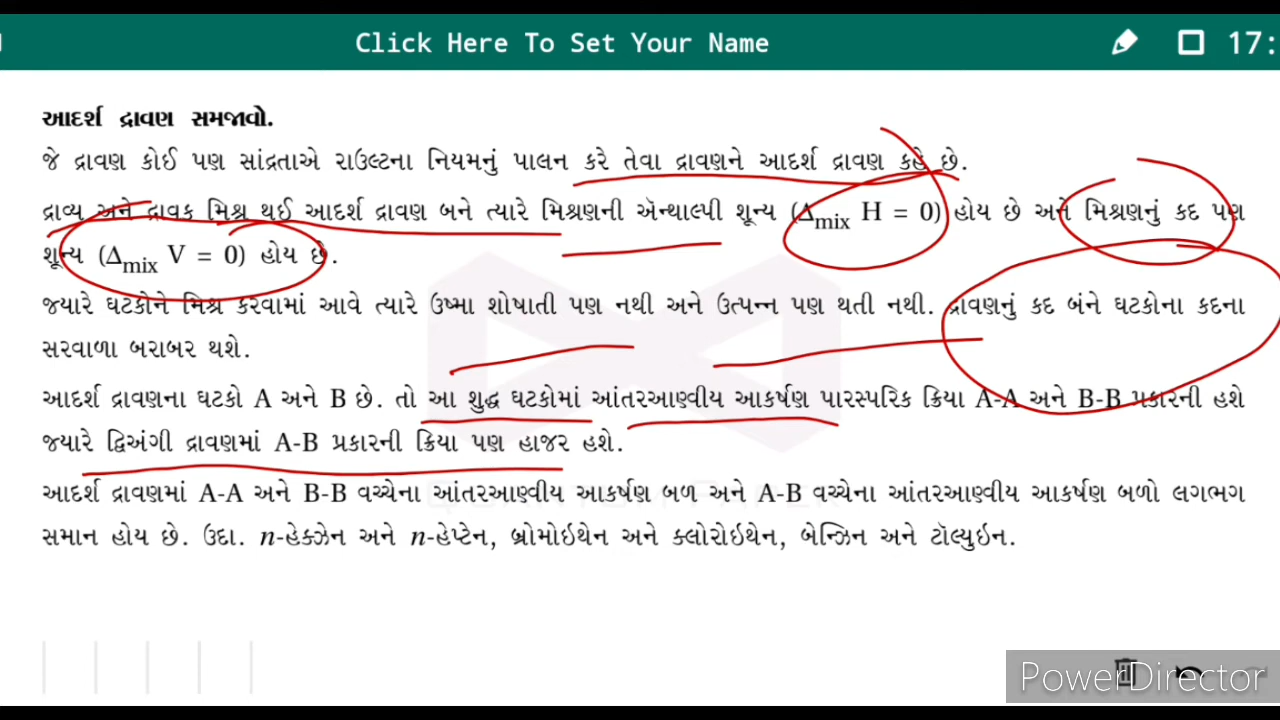 Click Here To Set Your Name
17:
આદર્શ દ્રાવણ સમજાવો.
જે દ્રાવણ કોઈ પણ સાંદ્રતાએ રાઉલ્ટના નિયમનું પાલન કરે તેવા દ્રાવણને આદર્શ દ્રાવણ કહે છે.
દ્રાવ્ય અને દ્રાવક મિશ્ર થઈ આદર્શ દ્રાવણ બને ત્યારે મિશ્રણની ઍન્થાલ્પી શૂન્ય (Δmix H = 0) હોય છે અને મિશ્રણનું કદ પણ
શૂન્ય (Δmix V = 0) હોય છે.
જ્યારે ઘટકોને મિશ્ર કરવામાં આવે ત્યારે ઉષ્મા શોષાતી પણ નથી અને ઉત્પન્ન પણ થતી નથી. દ્રાવણનું કદ બંને ઘટકોના કદના
સરવાળા બરાબર થશે.
આદર્શ દ્રાવણના ઘટકો A અને B છે. તો આ શુદ્ધ ઘટકોમાં આંતરઆણ્વીય આકર્ષણ પારસ્પરિક ક્રિયા A-A અને B-B પ્રકારની હશે
જ્યારે દ્વિઅંગી દ્રાવણમાં A-B પ્રકારની ક્રિયા પણ હાજર હશે.
આદર્શ દ્રાવણમાં A-A અને B-B વચ્ચેના આંતરઆણ્વીય આકર્ષણ બળ અને A-B વચ્ચેના આંતરઆણ્વીય આકર્ષણ બળો લગભગ
સમાન હોય છે. ઉદા. n-હેક્ઝેન અને n-હેપ્ટેન, બ્રોમોઇથેન અને ક્લોરોઇથેન, બેન્ઝિન અને ટૉલ્યુઇન.
PowerDirector